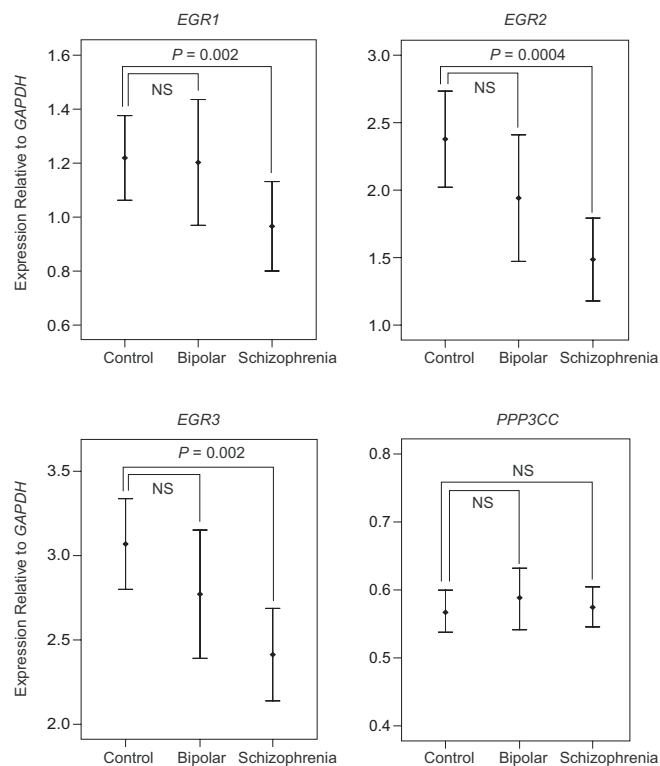 EGR1
Expression Relative to GAPDH
1.6
1.4
1.2
1.0
0.8
0.6
P = 0.002
NS
Control Bipolar Schizophrenia
EGR2
3.0
2.5
2.0
1.5
1.0
P = 0.0004
NS
Control Bipolar Schizophrenia
EGR3
Expression Relative to GAPDH
3.5
3.0
2.5
2.0
P = 0.002
NS
Control Bipolar Schizophrenia
PPP3CC
0.8
0.7
0.6
0.5
0.4
NS
NS
Control Bipolar Schizophrenia